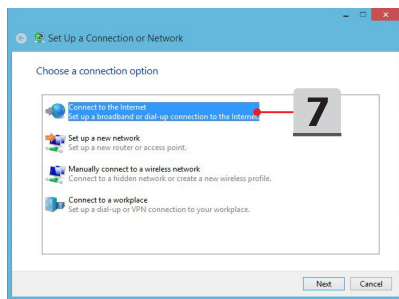 Set Up a Connection or Network
Choose a connection option
Connect to the Internet
Set up a broadband or dial-up connection to the Internet.
7
Set up a new network
Set up a new router or access point.
Manually connect to a wireless network
Connect to a hidden network or create a new wireless profile.
Connect to a workplace
Set up a dial-up or VPN connection to your workplace.
Next
Cancel